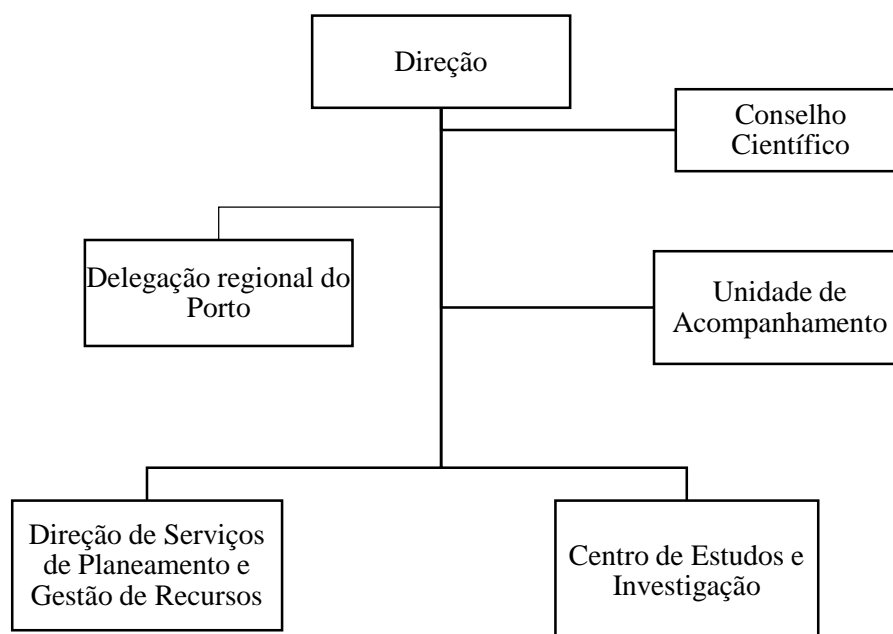 Direção
Conselho
Científico
Delegação regional do
Porto
Unidade de
Acompanhamento
Direção de Serviços
de Planeamento e
Gestão de Recursos
Centro de Estudos e
Investigação